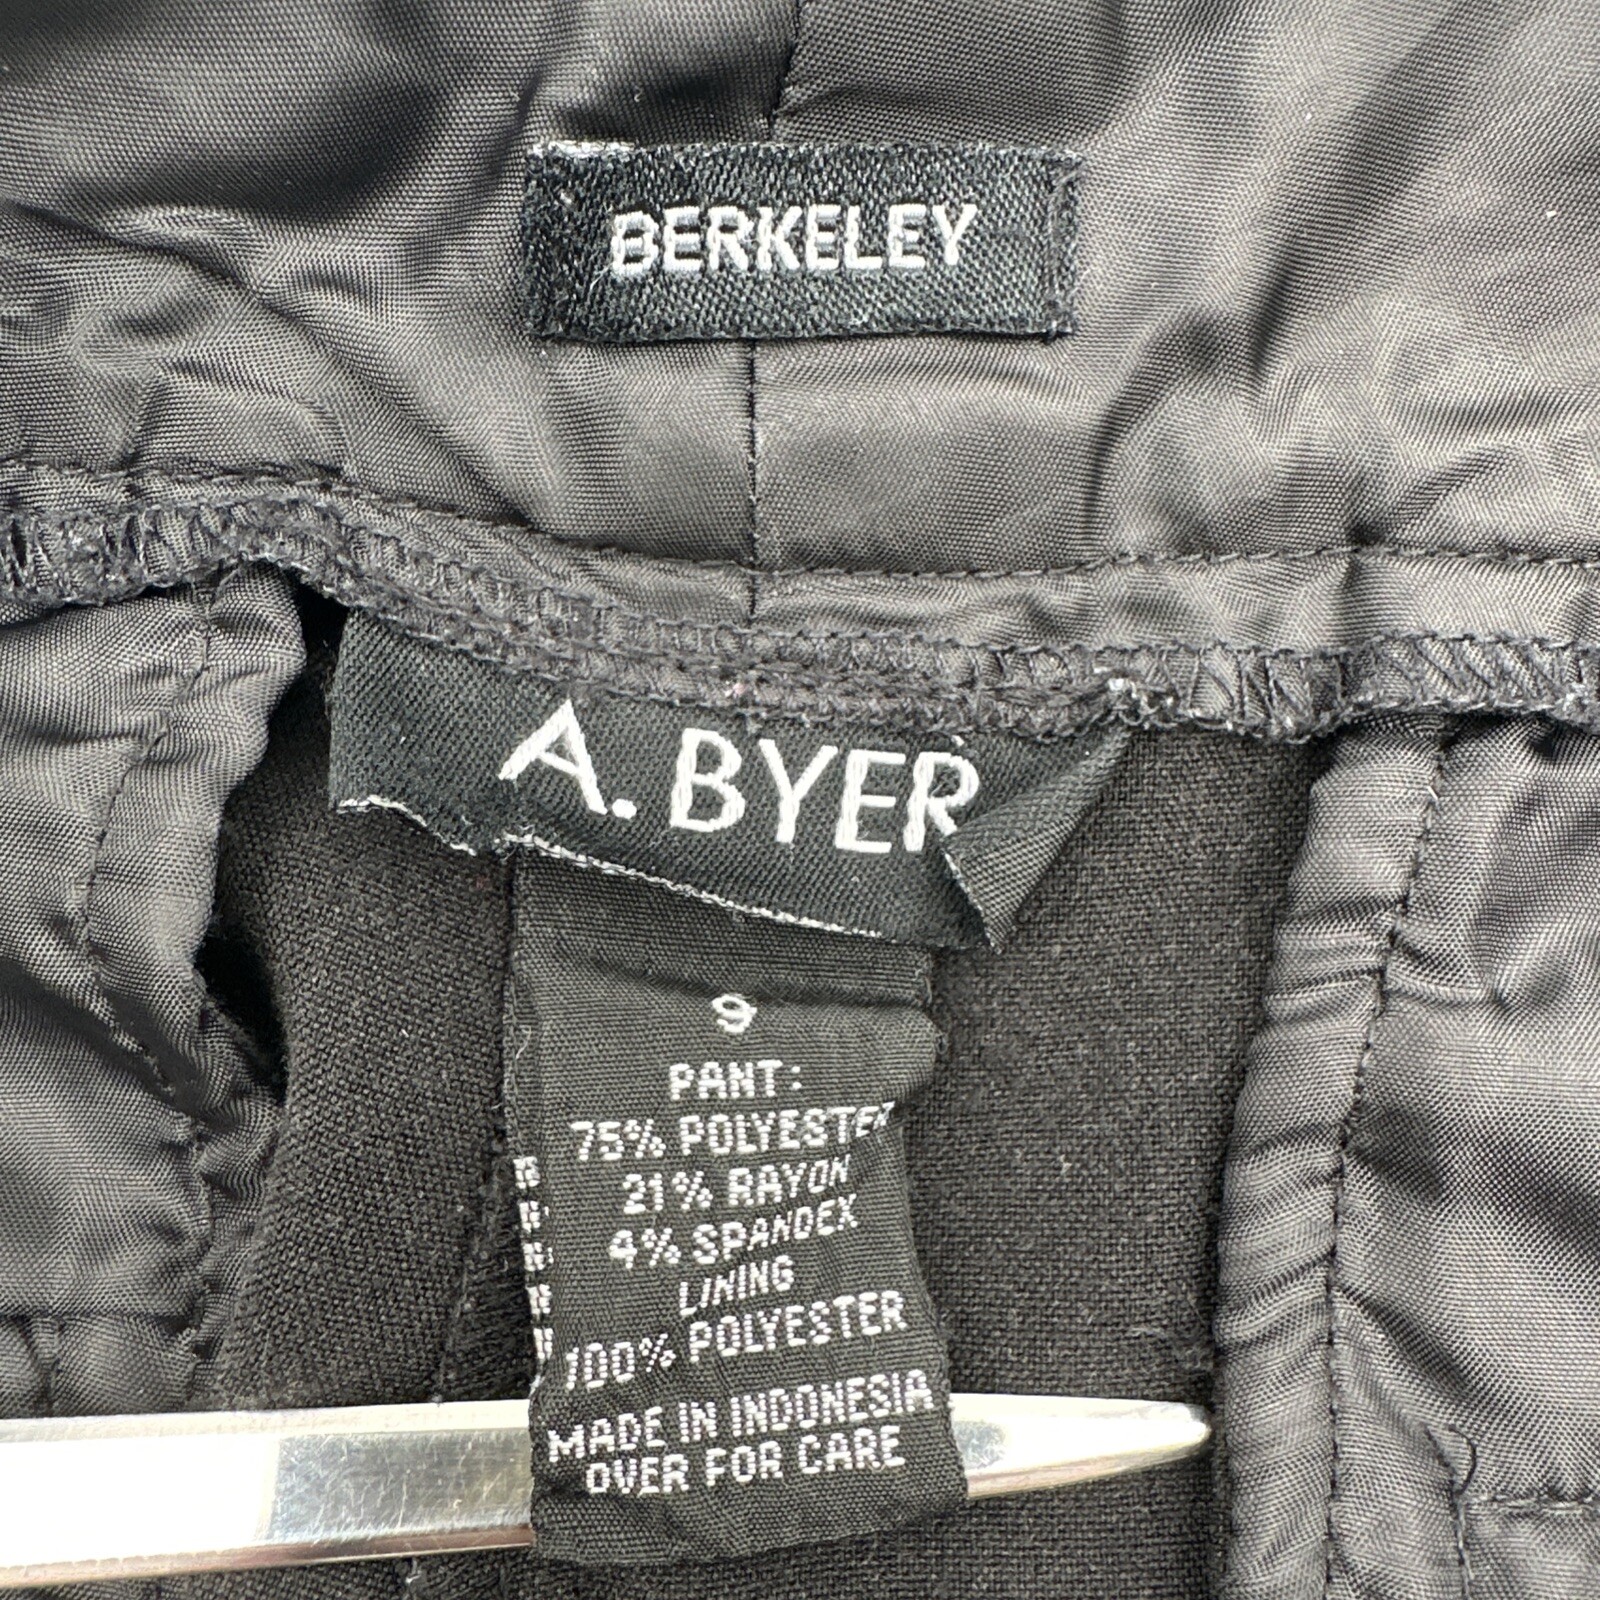 BERKELEY
A. BYER
9
PANT:
75% POLYESTER
21% RAYON
4% SPANDEX
LINING
100% POLYESTER
MADE IN INDONESIA
OVER FOR CARE